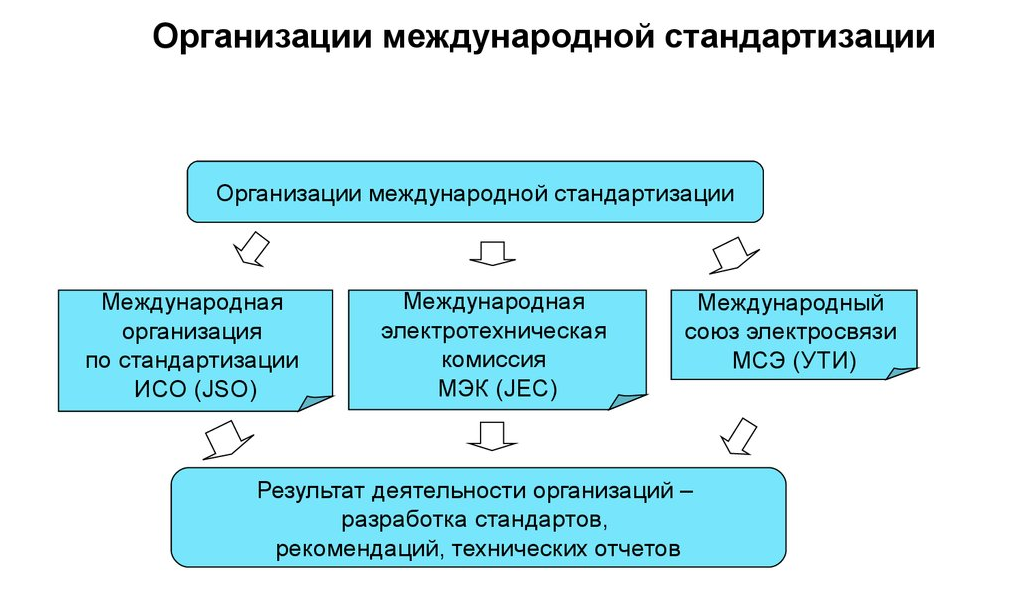 Организации международной стандартизации
Организации международной стандартизации
Международная
организация
по стандартизации
ИСО (JSO)
Международная
электротехническая
комиссия
МЭК (JEC)
Международный
союз электросвязи
МСЭ (УТИ)
Результат деятельности организаций –
разработка стандартов,
рекомендаций, технических отчетов